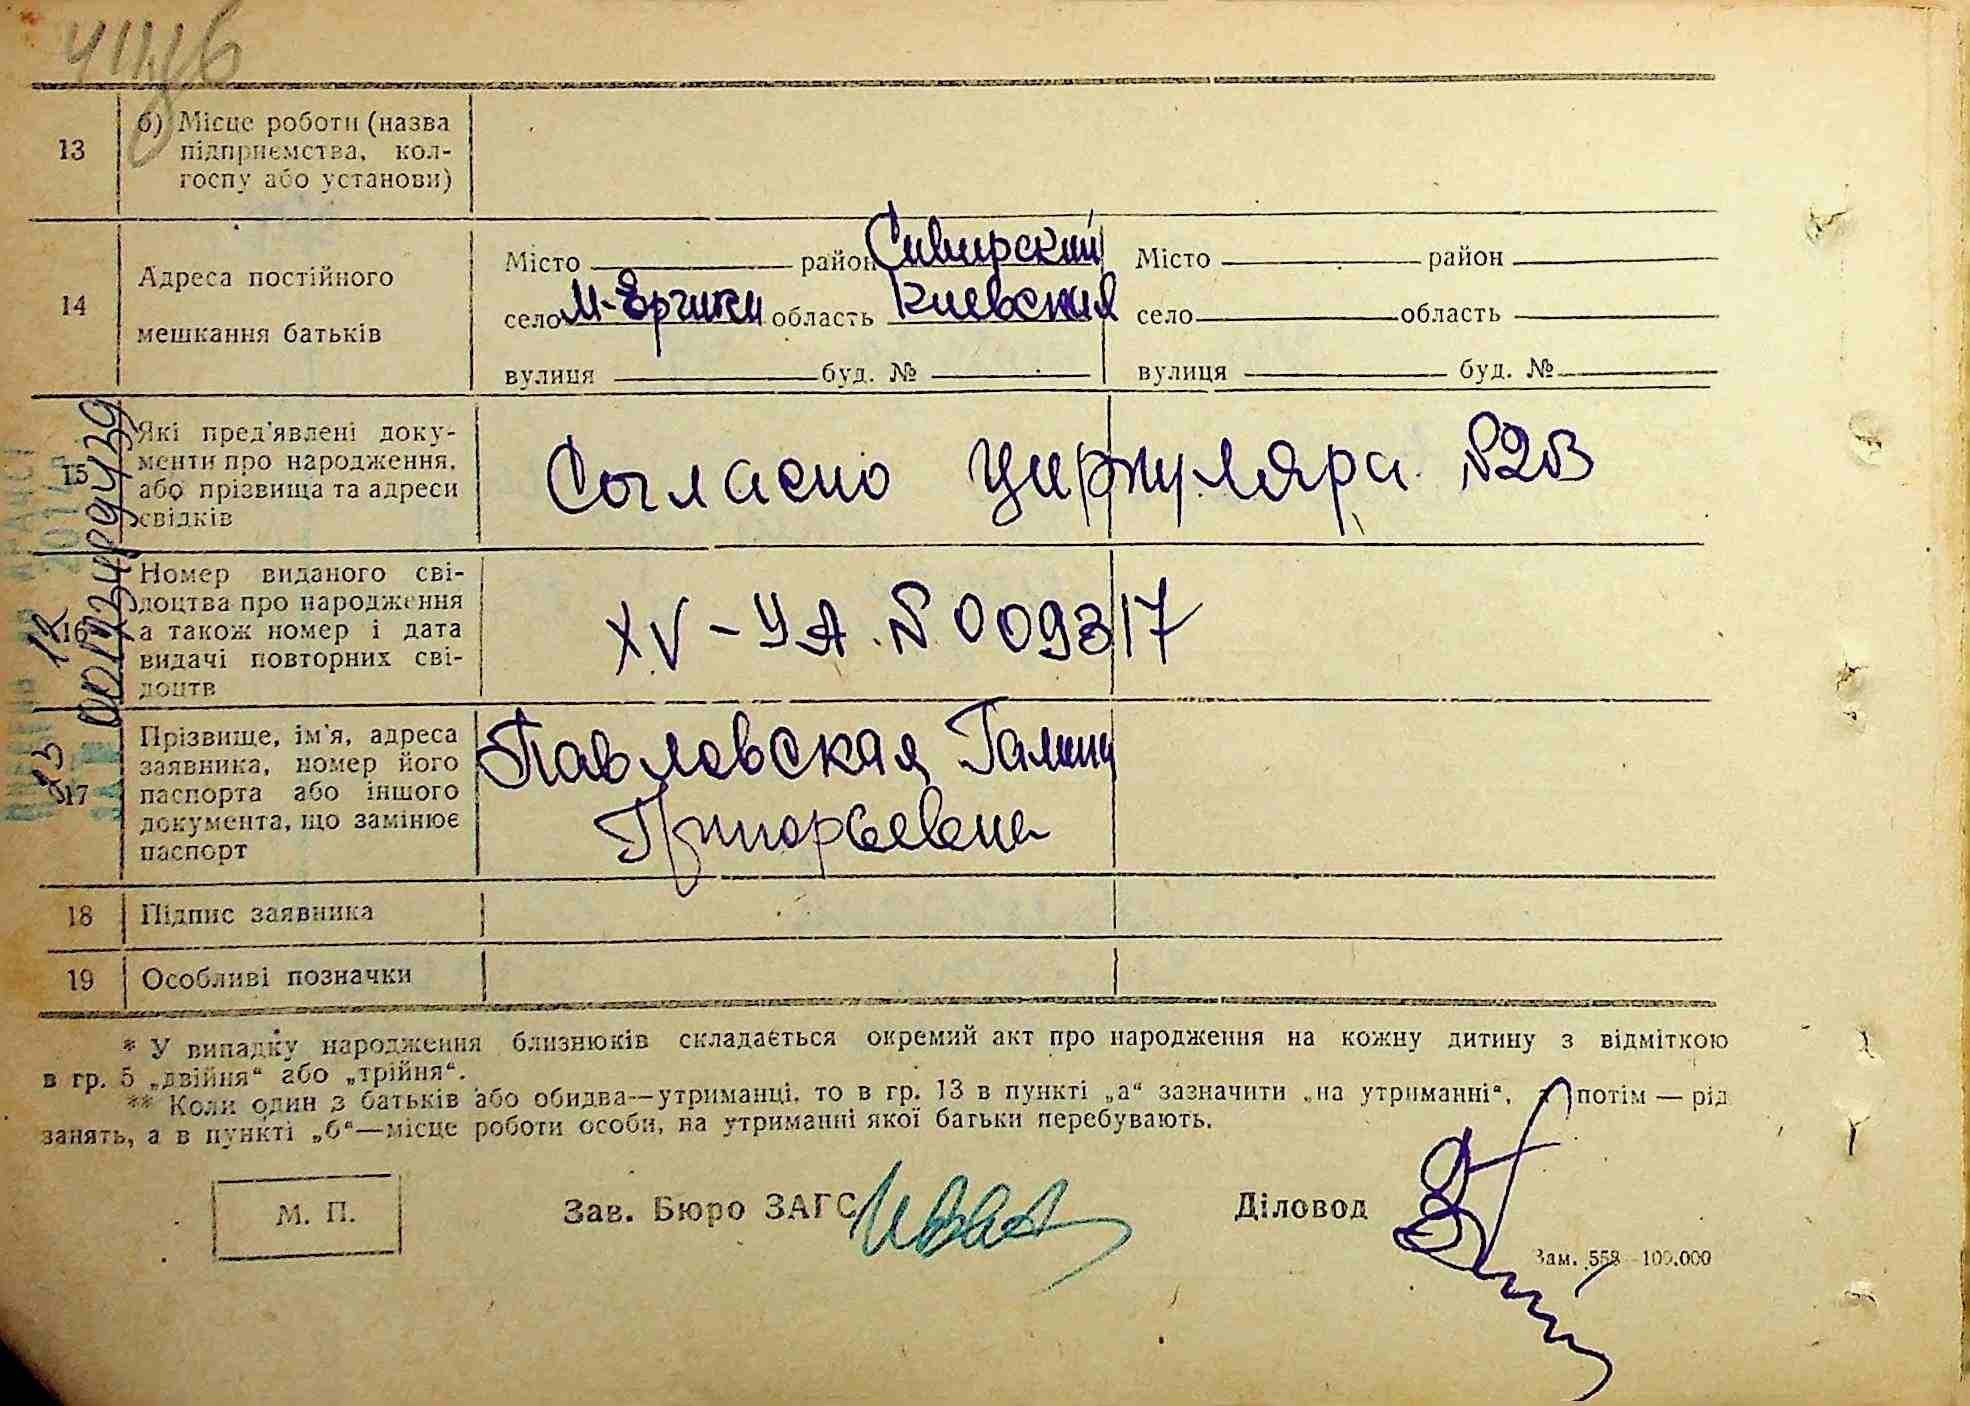 13
б) Місце роботи (назва
підприємства, кол-
госпу або установи)
14
Адреса постійного
мешкання батьків
Місто район Сивирский
село М-Ерчики область Киевская
вулиця буд. №
Місто район
село область
вулиця буд. №
15
Які пред'явлені доку-
менти про народження,
або прізвища та адреси
свідків
Согласно циркуляра №2В
16
Номер виданого сві-
доцтва про народження
а також номер і дата
видачі повторних сві-
доцтв
XV-УА №009317
17
Прізвище, ім'я, адреса
заявника, номер його
паспорта або іншого
документа, що замінює
паспорт
Павловская Галина
Григорьевна
18
Підпис заявника
19
Особливі позначки
* У випадку народження близнюків складається окремий акт про народження на кожну дитину з відміткою
в гр. 5 „двійня“ або „трійня“.
** Коли один з батьків або обидва—утриманці, то в гр. 13 в пункті „а“ зазначити „на утриманні“, потім — рід
занять, а в пункті „б“—місце роботи особи, на утриманні якої батьки перебувають.
М. П.
Зав. Бюро ЗАГС
Діловод
Зам. 558—100.000